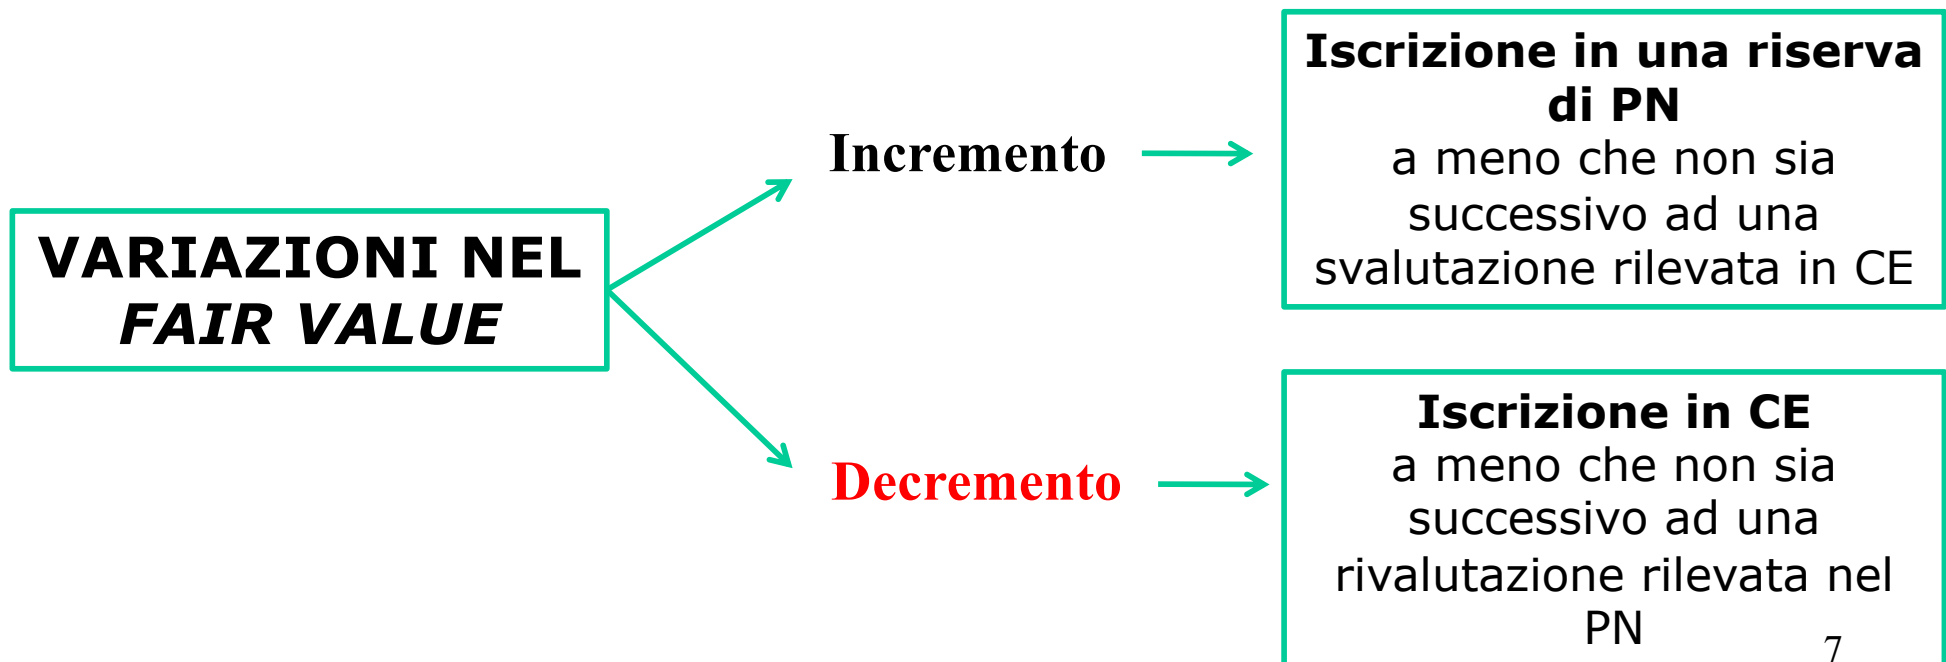 VARIAZIONI NEL
FAIR VALUE
Incremento
Iscrizione in una riserva
di PN
a meno che non sia
successivo ad una
svalutazione rilevata in CE
Decremento
Iscrizione in CE
a meno che non sia
successivo ad una
rivalutazione rilevata nel
PN
7